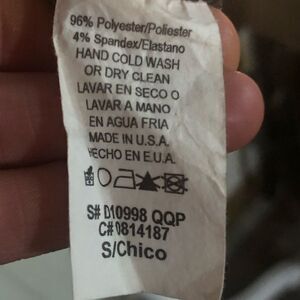 96% Polyester/Poliester
4% Spandex/Elastano
HAND COLD WASH
OR DRY CLEAN
LAVAR EN SECO O
LAVAR A MANO
EN AGUA FRIA
MADE IN U.S.A.
HECHO EN E.U.A.
S# D10998 QQP
C# 0814187
S/Chico